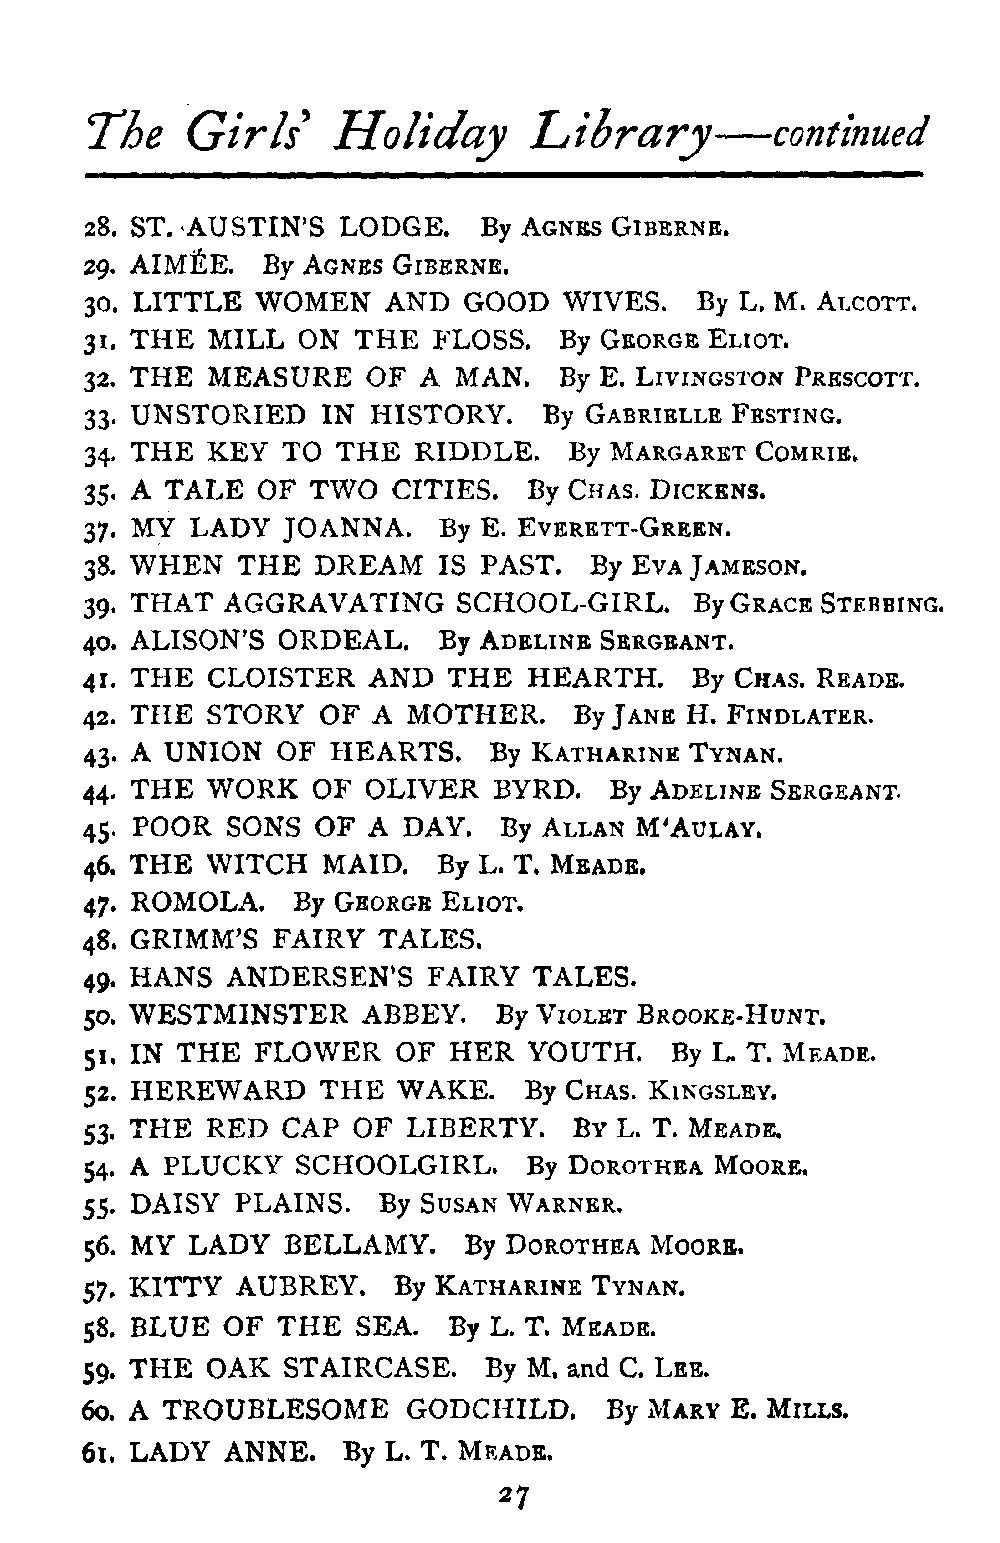 The Girls' Holiday Library—continued
28. ST. AUSTIN'S LODGE. By AGNES GIBERNE.
29. AIMÉE. By AGNES GIBERNE.
30. LITTLE WOMEN AND GOOD WIVES. By L. M. ALCOTT.
31. THE MILL ON THE FLOSS. By GEORGE ELIOT.
32. THE MEASURE OF A MAN. By E. LIVINGSTON PRESCOTT.
33. UNSTORIED IN HISTORY. By GABRIELLE FESTING.
34. THE KEY TO THE RIDDLE. By MARGARET COMRIE.
35. A TALE OF TWO CITIES. By CHAS. DICKENS.
37. MY LADY JOANNA. By E. EVERETT-GREEN.
38. WHEN THE DREAM IS PAST. By EVA JAMESON.
39. THAT AGGRAVATING SCHOOL-GIRL. By GRACE STEBBING.
40. ALISON'S ORDEAL. By ADELINE SERGEANT.
41. THE CLOISTER AND THE HEARTH. By CHAS. READE.
42. THE STORY OF A MOTHER. By JANE H. FINDLATER.
43. A UNION OF HEARTS. By KATHARINE TYNAN.
44. THE WORK OF OLIVER BYRD. By ADELINE SERGEANT.
45. POOR SONS OF A DAY. By ALLAN M'AULAY.
46. THE WITCH MAID. By L. T. MEADE.
47. ROMOLA. By GEORGE ELIOT.
48. GRIMM'S FAIRY TALES.
49. HANS ANDERSEN'S FAIRY TALES.
50. WESTMINSTER ABBEY. By VIOLET BROOKE-HUNT.
51. IN THE FLOWER OF HER YOUTH. By L. T. MEADE.
52. HEREWARD THE WAKE. By CHAS. KINGSLEY.
53. THE RED CAP OF LIBERTY. BY L. T. MEADE.
54. A PLUCKY SCHOOLGIRL. By DOROTHEA MOORE.
55. DAISY PLAINS. By SUSAN WARNER.
56. MY LADY BELLAMY. By DOROTHEA MOORE.
57. KITTY AUBREY. By KATHARINE TYNAN.
58. BLUE OF THE SEA. By L. T. MEADE.
59. THE OAK STAIRCASE. By M. and C. LEE.
60. A TROUBLESOME GODCHILD. By MARY E. MILLS.
61. LADY ANNE. By L. T. MEADE.
27